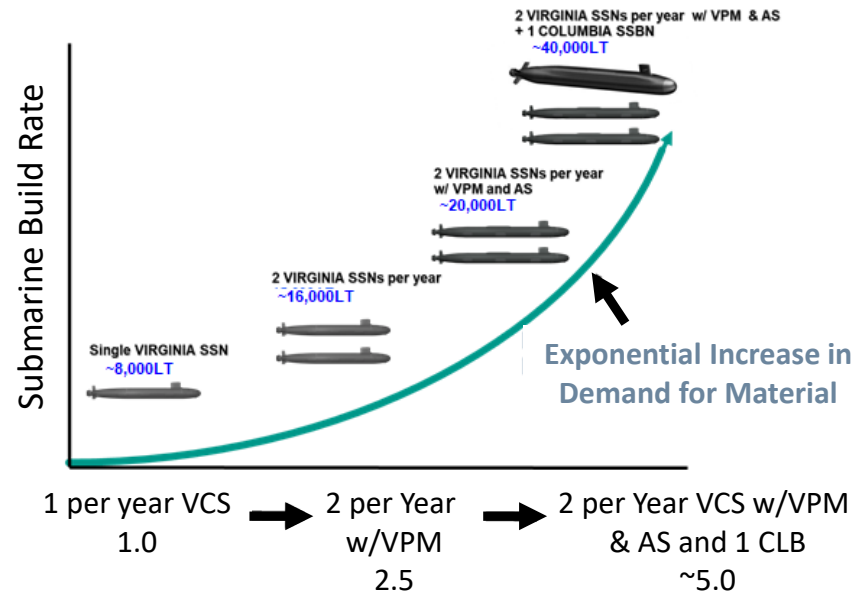 2 VIRGINIA SSNs per year w/ VPM & AS
+ 1 COLUMBIA SSBN
~40,000LT
2 VIRGINIA SSNs per year
w/ VPM and AS
~20,000LT
2 VIRGINIA SSNs per year
~16,000LT
Single VIRGINIA SSN
~8,000LT
Submarine Build Rate
Exponential Increase in
Demand for Material
1 per year VCS
1.0
2 per Year
w/VPM
2.5
2 per Year VCS w/VPM
& AS and 1 CLB
~5.0